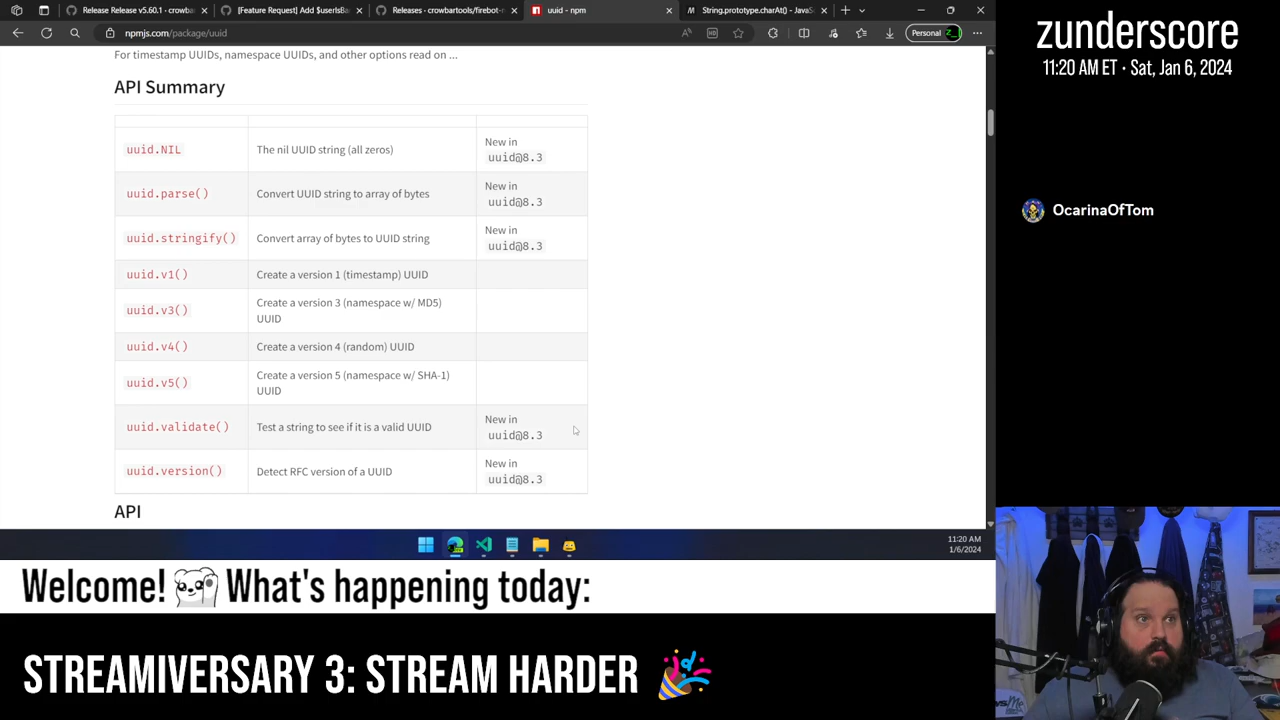 Release Release v5.60.1 · crowba
[Feature Request] Add $userIsBa
Releases · crowbartools/firebot-n
uuid - npm
String.prototype.charAt() - JavaSc
npmjs.com/package/uuid
Personal
For timestamp UUIDs, namespace UUIDs, and other options read on ...
API Summary
uuid.NIL The nil UUID string (all zeros) New in uuid@8.3
uuid.parse() Convert UUID string to array of bytes New in uuid@8.3
uuid.stringify() Convert array of bytes to UUID string New in uuid@8.3
uuid.v1() Create a version 1 (timestamp) UUID
uuid.v3() Create a version 3 (namespace w/ MD5) UUID
uuid.v4() Create a version 4 (random) UUID
uuid.v5() Create a version 5 (namespace w/ SHA-1) UUID
uuid.validate() Test a string to see if it is a valid UUID New in uuid@8.3
uuid.version() Detect RFC version of a UUID New in uuid@8.3
API
11:20 AM
1/6/2024
zunderscore
11:20 AM ET • Sat, Jan 6, 2024
OcarinaOfTom
Welcome! What's happening today:
STREAMIVERSARY 3: STREAM HARDER